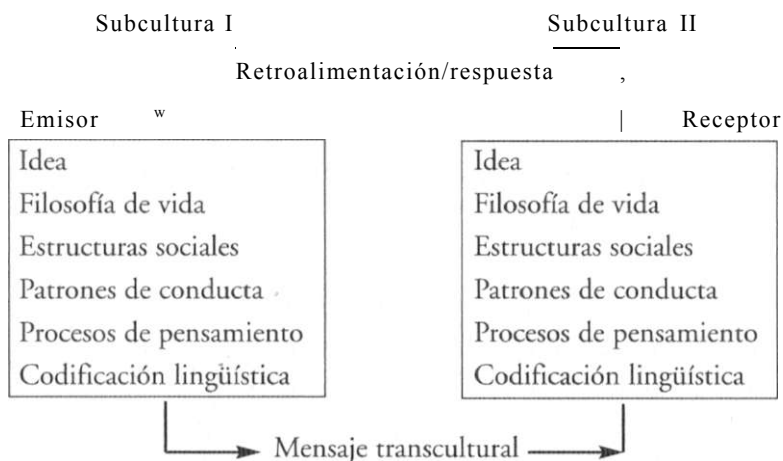 Subcultura I Subcultura II
Retroalimentación/respuesta ,
Emisor w | Receptor
Idea Idea
Filosofía de vida Filosofía de vida
Estructuras sociales Estructuras sociales
Patrones de conducta Patrones de conducta
Procesos de pensamiento Procesos de pensamiento
Codificación lingüística Codificación lingüística
Mensaje transcultural